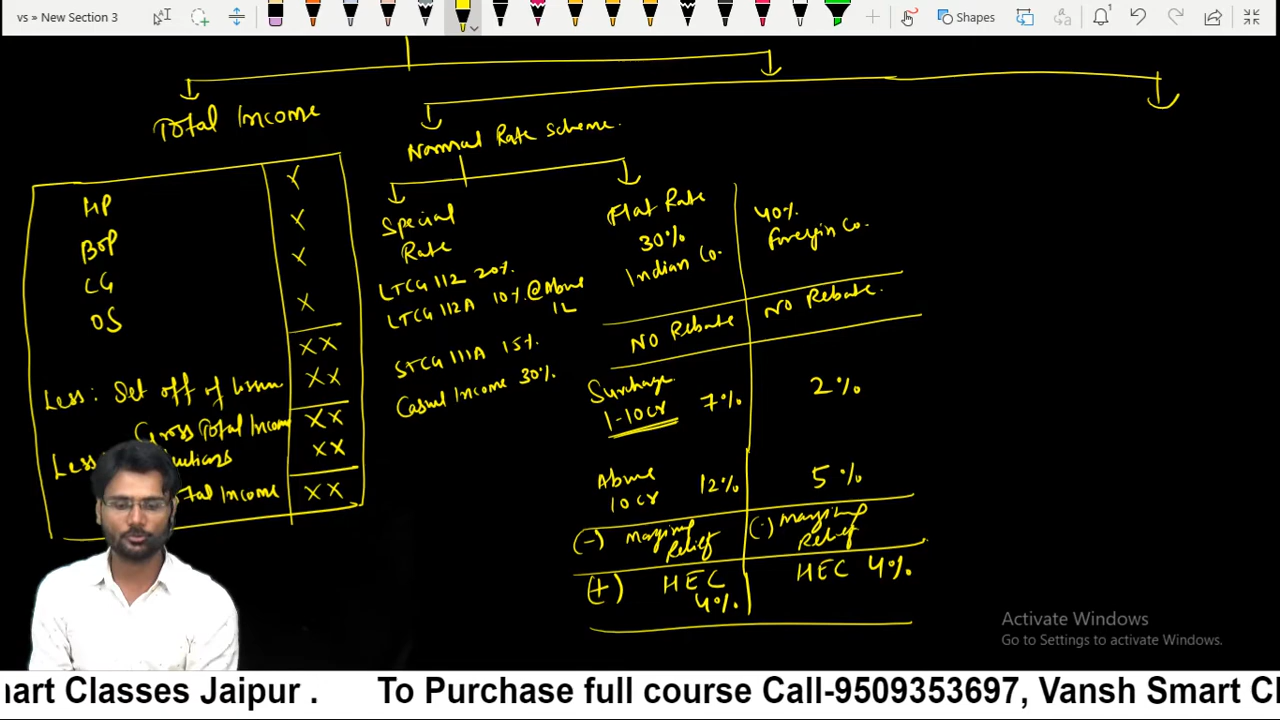 vs » New Section 3
Shapes
Total Income
Normal Rate Scheme.
HP
BOP
CG
OS
X X
Less: Set off of
X X
Gross Total Income
X X
Less
X X
Income
X X
Special
Rate
LTCG 112 20%.
LTCG 112A 10%. @Above
1L
STCG 111A 15%.
Casual Income 30%.
Flat Rate
30%
Indian Co.
40%.
Foreign Co.
NO Rebate
NO Rebate.
Surcharge
1-10cr 7%
2%
Above
10cr 12%
5%
(-) Marginal
Relief
(-) Marginal
Relief
(+) HEC
4%
HEC 4%
Activate Windows
Go to Settings to activate Windows.
mart Classes Jaipur . To Purchase full course Call-9509353697, Vansh Smart Cl